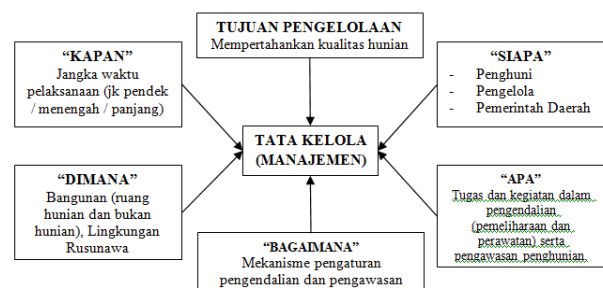 TUJUAN PENGELOLAAN
Mempertahankan kualitas hunian
“KAPAN”
Jangka waktu
pelaksanaan (jk pendek
/ menengah / panjang)
“SIAPA”
- Penghuni
- Pengelola
- Pemerintah Daerah
TATA KELOLA
(MANAJEMEN)
“DIMANA”
Bangunan (ruang
hunian dan bukan
hunian), Lingkungan
Rusunawa
“APA”
Tugas dan kegiatan dalam
pengendalian
(pemeliharaan dan
perawatan) serta
pengawasan penghunian.
“BAGAIMANA”
Mekanisme pengaturan
pengendalian dan pengawasan